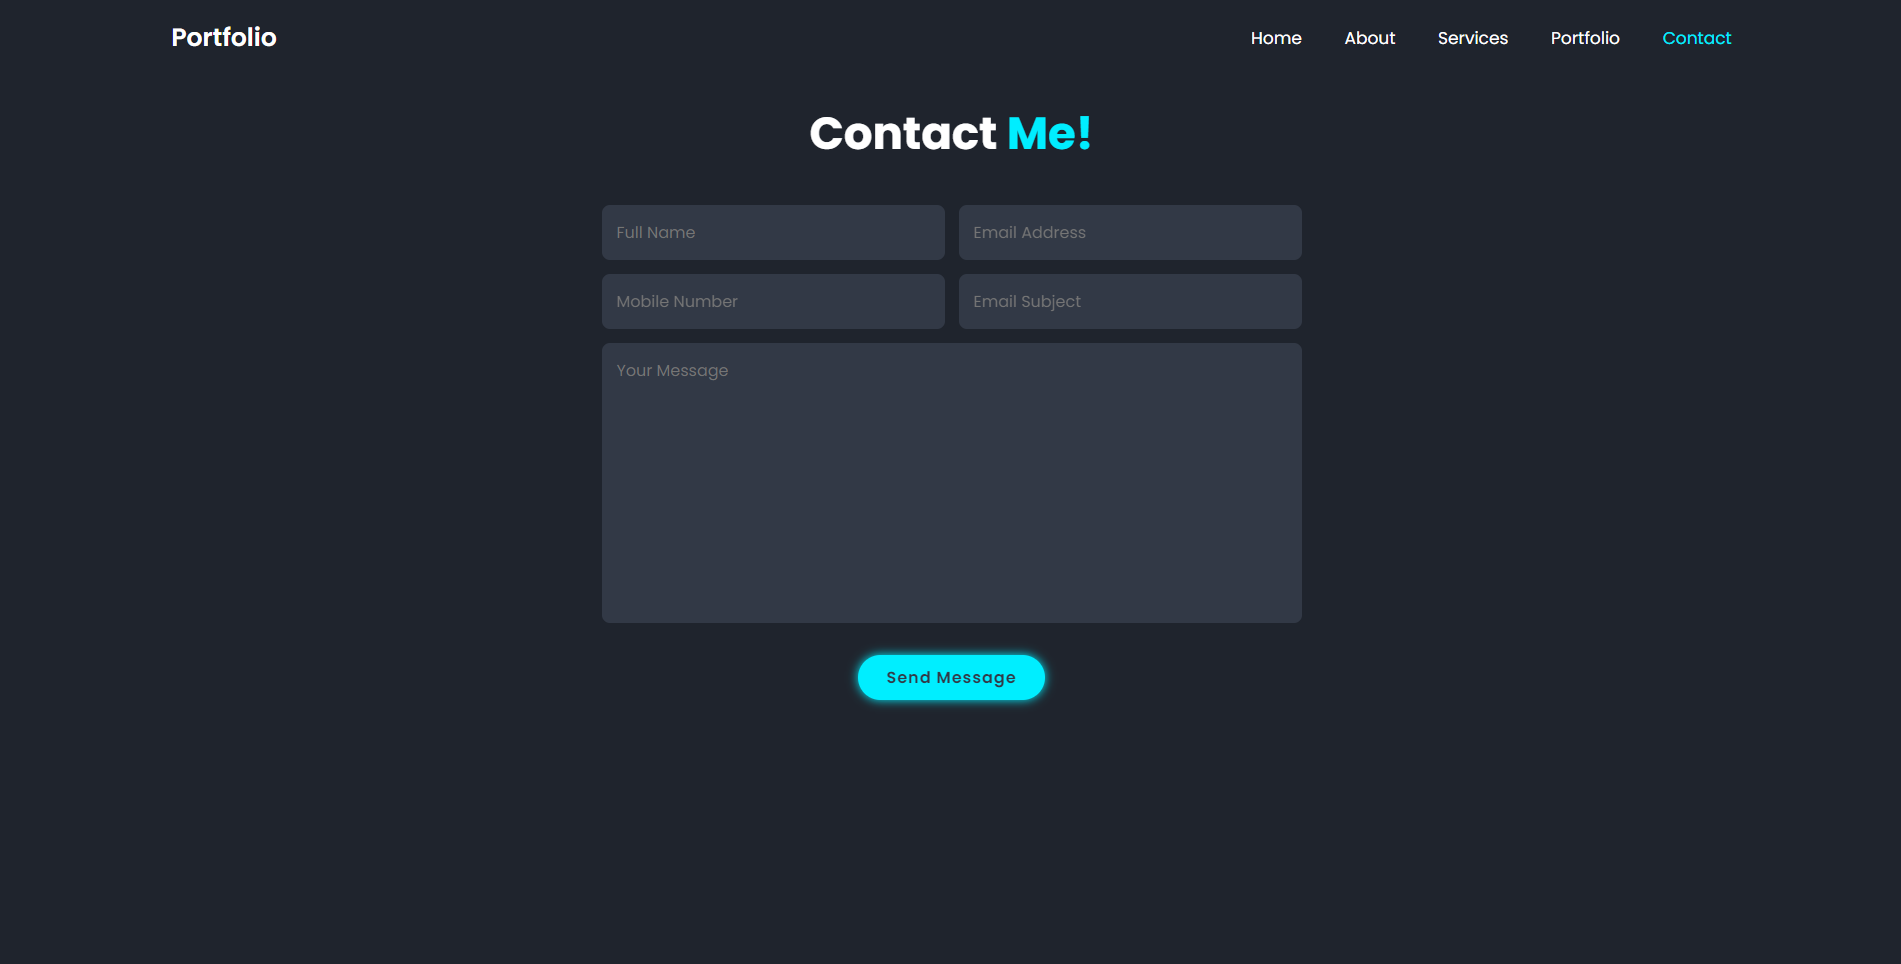 Portfolio Home About Services Portfolio Contact
Contact Me!
Full Name Email Address
Mobile Number Email Subject
Your Message
Send Message